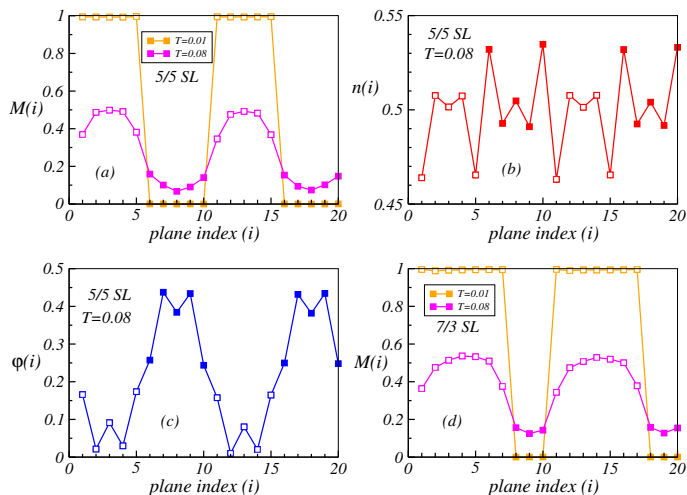 1
0.8
0.6
M(i)
0.4
0.2
0
T=0.01
T=0.08
5/5 SL
(a)
0 5 10 15 20
plane index (i)
0.55
n(i)
0.5
0.45
5/5 SL
T=0.08
(b)
0 5 10 15 20
plane index (i)
0.5
0.4
0.3
φ(i)
0.2
0.1
0
5/5 SL
T=0.08
(c)
0 5 10 15 20
plane index (i)
1
0.8
0.6
M(i)
0.4
0.2
0
T=0.01
T=0.08
7/3 SL
(d)
0 5 10 15 20
plane index (i)